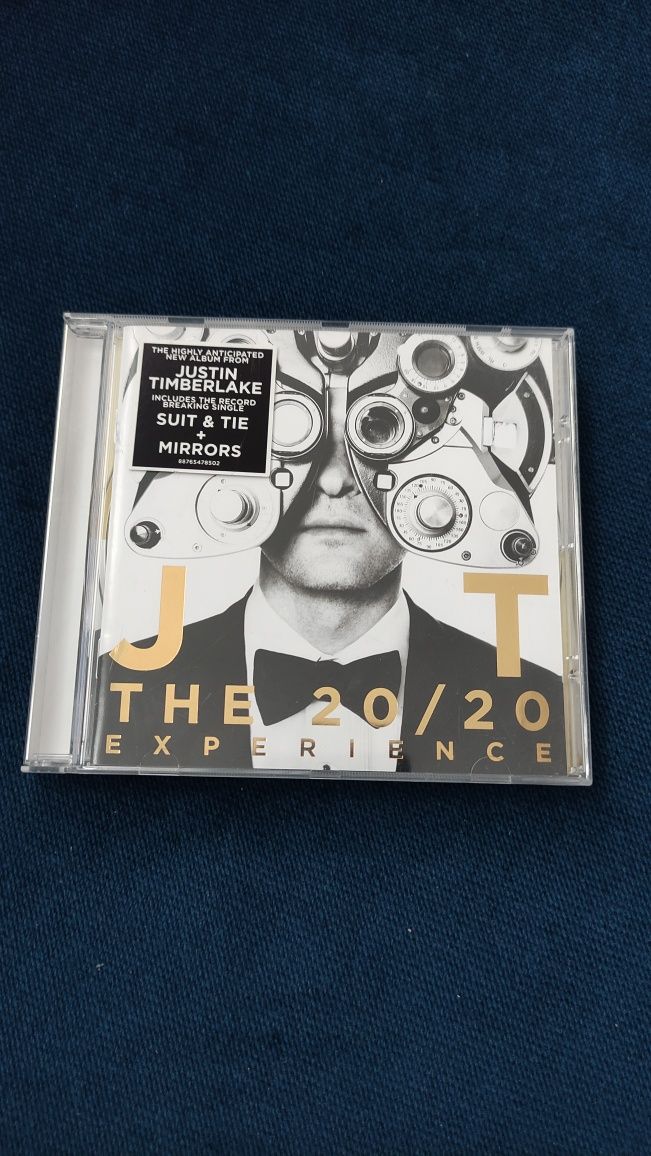 THE HIGHLY ANTICIPATED
NEW ALBUM FROM
JUSTIN
TIMBERLAKE
INCLUDES THE RECORD
BREAKING SINGLE
SUIT & TIE
+
MIRRORS
88765478502
J T
THE 20/20
EXPERIENCE